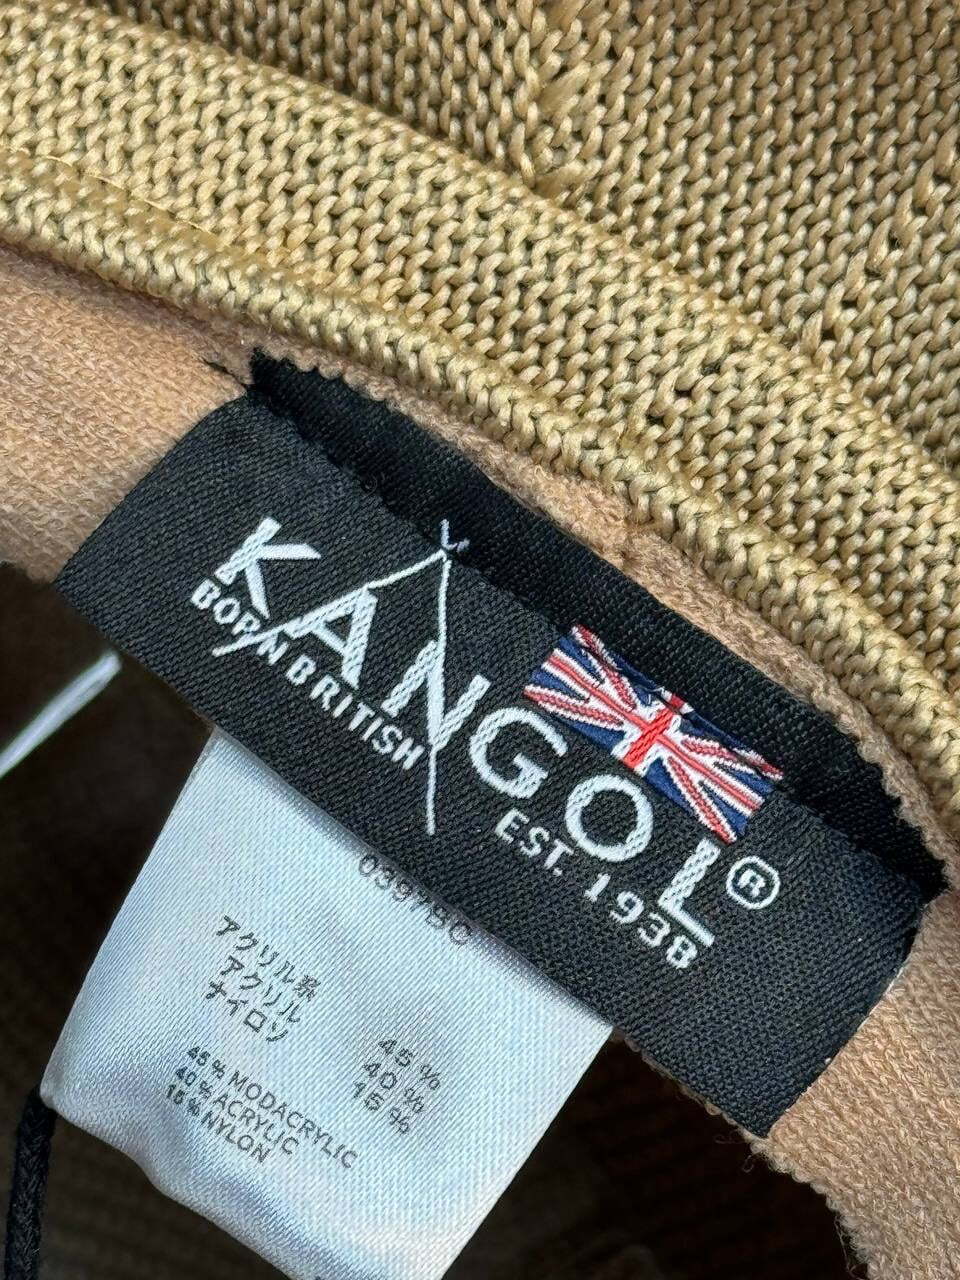 KANGOL®
BORN BRITISH
EST. 1938
アクリル系 45%
アクリル 40%
ナイロン 15%
45% MODACRYLIC
40% ACRYLIC
15% NYLON